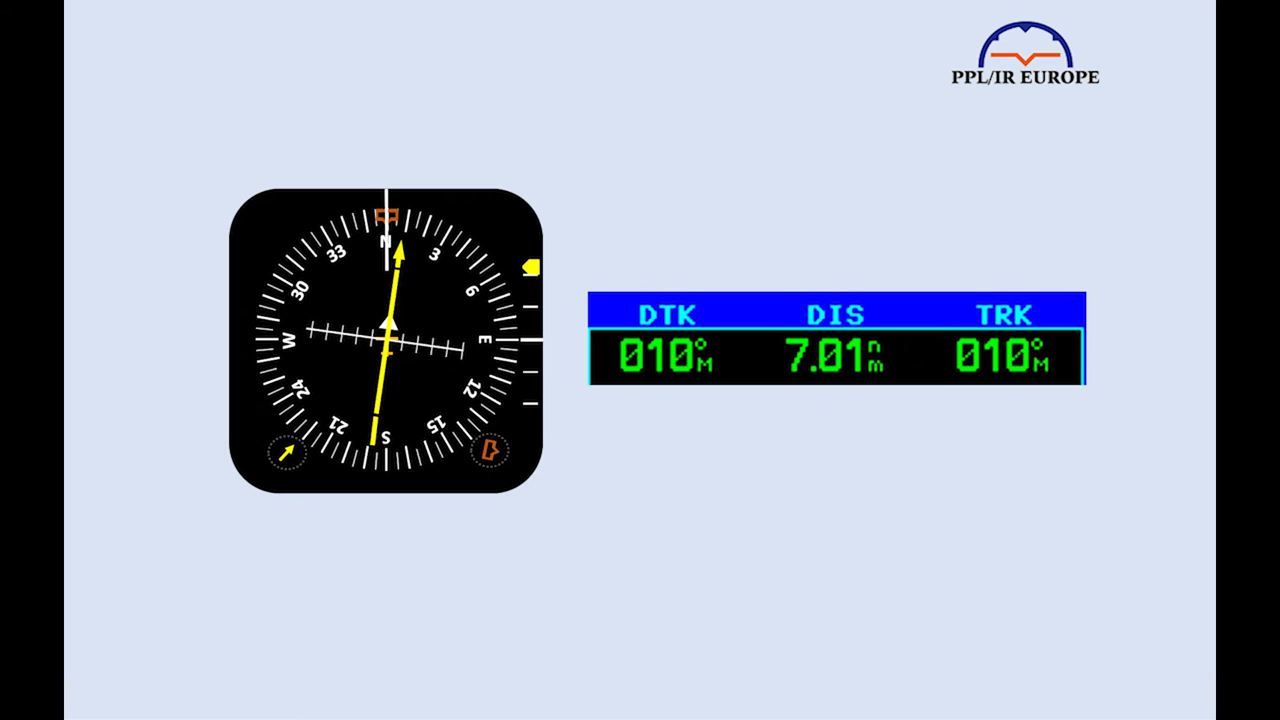 PPL/IR EUROPE
N
33
3
30
6
W
E
24
12
21
15
S
DTK DIS TRK
010°M 7.01nm 010°M